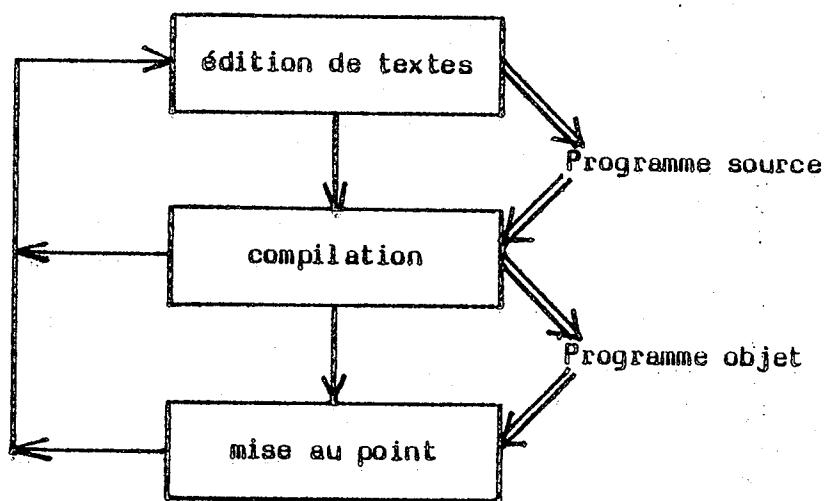 édition de textes
Programme source
compilation
Programme objet
mise au point